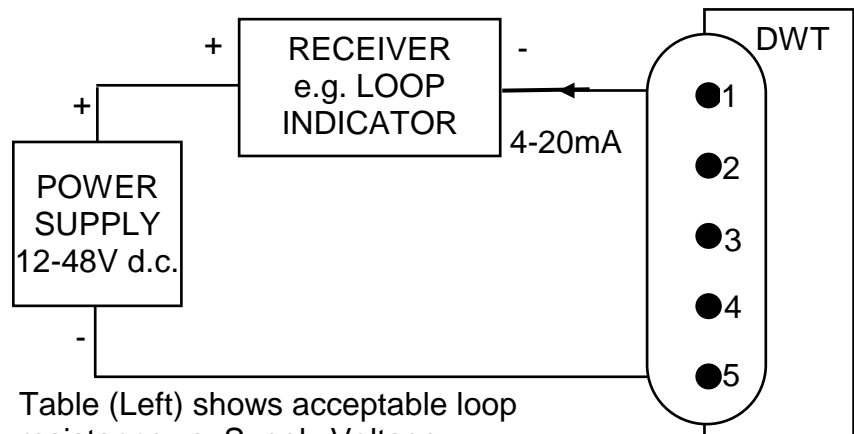 +
RECEIVER
e.g. LOOP
INDICATOR
-
DWT
+
4-20mA
1
2
3
4
5
POWER
SUPPLY
12-48V d.c.
-
Table (Left) shows acceptable loop